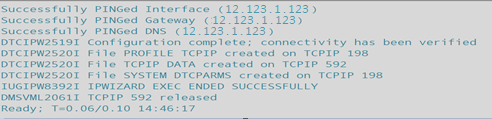 Successfully PINGed Interface (12.123.1.123)
Successfully PINGed Gateway (12.123.1.123)
Successfully PINGed DNS (12.123.1.123)
DTCIPW2519I Configuration complete; connectivity has been verified
DTCIPW2520I File PROFILE TCPIP created on TCPIP 198
DTCIPW2520I File TCPIP DATA created on TCPIP 592
DTCIPW2520I File SYSTEM DTCPARMS created on TCPIP 198
IUGIPW8392I IPWIZARD EXEC ENDED SUCCESSFULLY
DMSVML2061I TCPIP 592 released
Ready; T=0.06/0.10 14:46:17